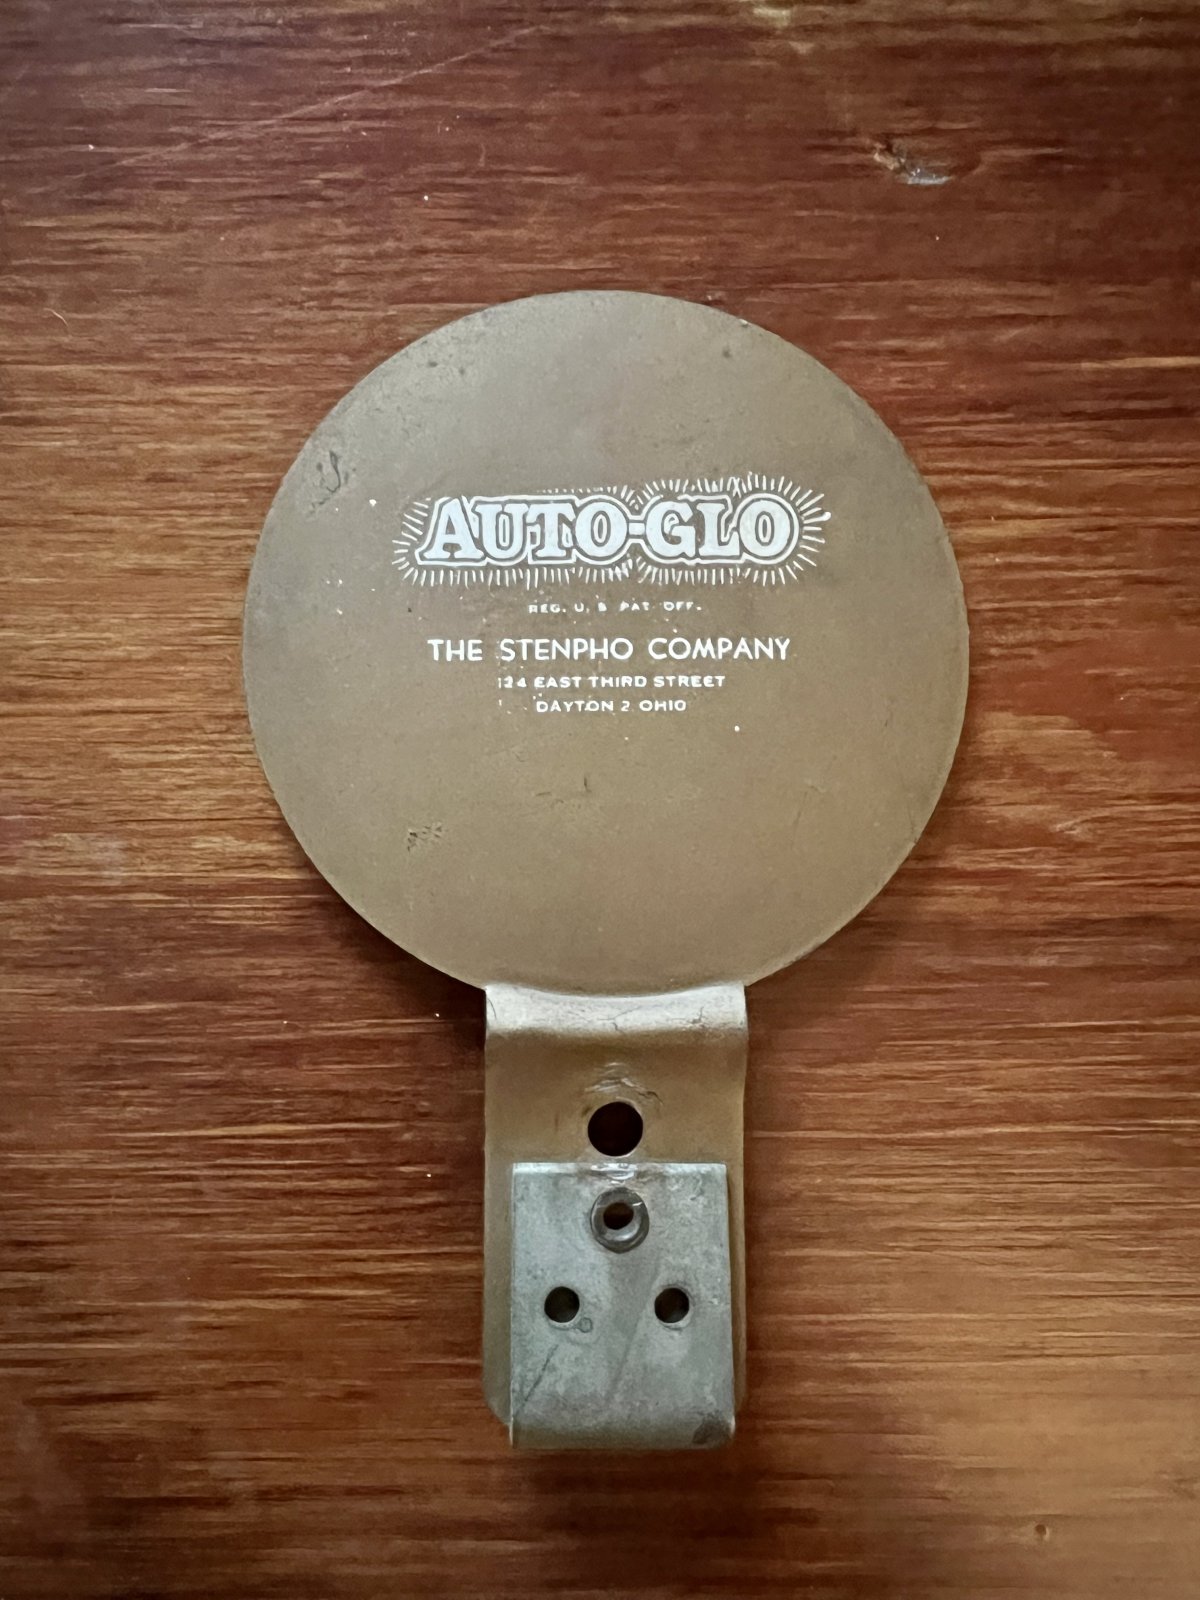 AUTO-GLO
REG. U. S PAT OFF.
THE STENPHO COMPANY
124 EAST THIRD STREET
DAYTON 2 OHIO